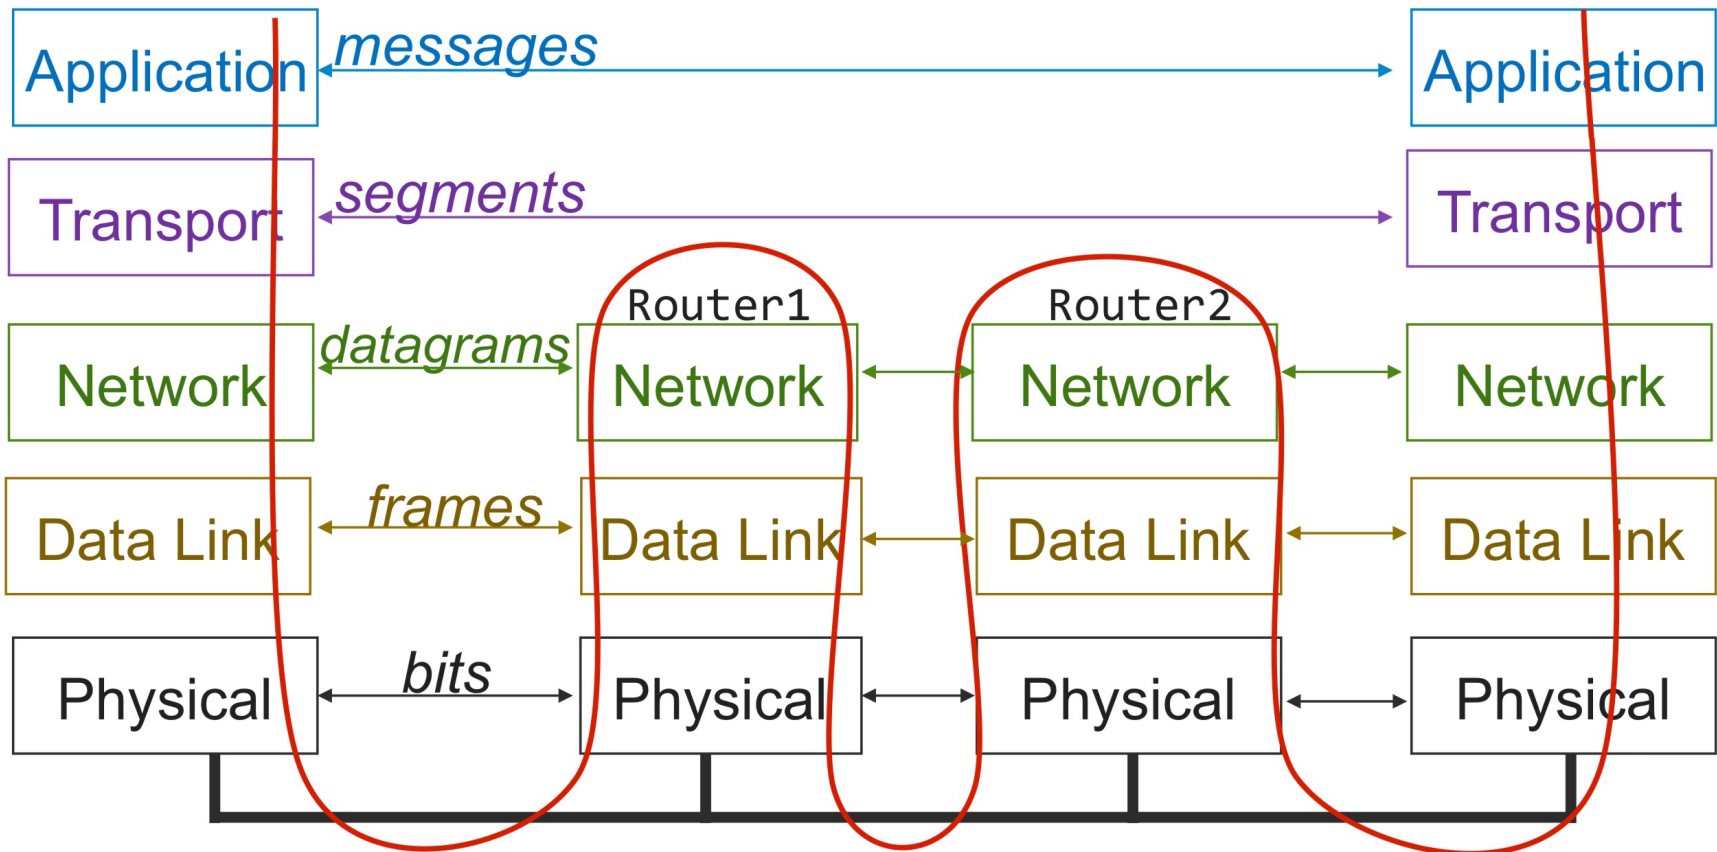 Application messages Application
Transport segments Transport
Router1 Router2
Network datagrams Network Network Network
Data Link frames Data Link Data Link Data Link
Physical bits Physical Physical Physical